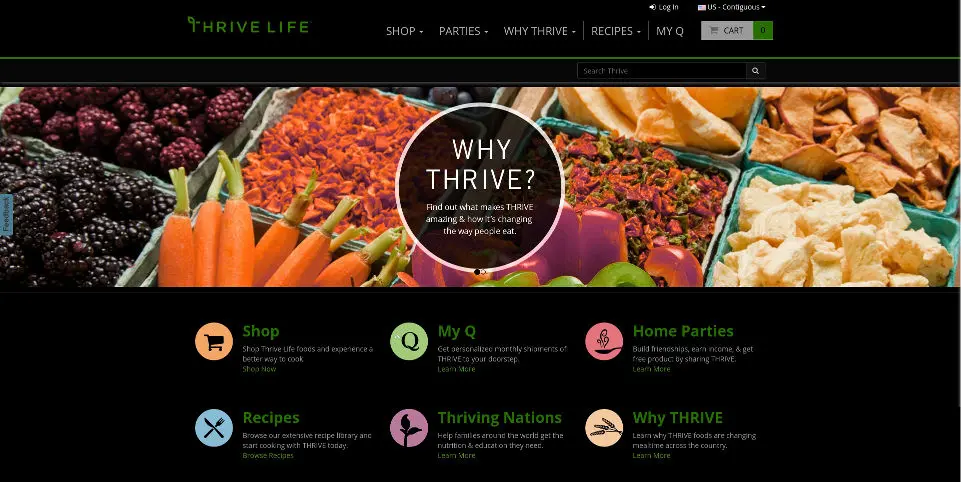 Log In
US - Contiguous
THRIVE LIFE
SHOP
PARTIES
WHY THRIVE
RECIPES
MY Q
CART
0
Search Thrive
Feedback
WHY
THRIVE?
Find out what makes THRIVE
amazing & how it's changing
the way people eat.
Shop
Shop Thrive Life foods and experience a
better way to cook.
Shop Now
Q
My Q
Get personalized monthly shipments of
THRIVE to your doorstep.
Learn More
Home Parties
Build friendships, earn income, & get
free product by sharing THRIVE.
Learn More
Recipes
Browse our extensive recipe library and
start cooking with THRIVE today.
Browse Recipes
Thriving Nations
Help families around the world get the
nutrition & education they need.
Learn More
Why THRIVE
Learn why THRIVE foods are changing
mealtime across the country.
Learn More